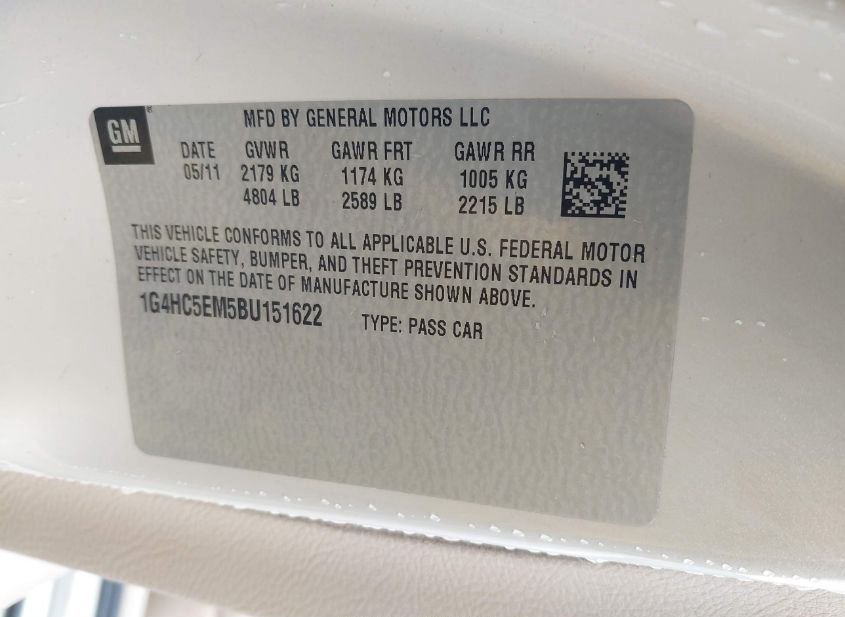 GM
MFD BY GENERAL MOTORS LLC
DATE GVWR GAWR FRT GAWR RR
05/11 2179 KG 1174 KG 1005 KG
4804 LB 2589 LB 2215 LB
THIS VEHICLE CONFORMS TO ALL APPLICABLE U.S. FEDERAL MOTOR
VEHICLE SAFETY, BUMPER, AND THEFT PREVENTION STANDARDS IN
EFFECT ON THE DATE OF MANUFACTURE SHOWN ABOVE.
1G4HC5EM5BU151622 TYPE: PASS CAR